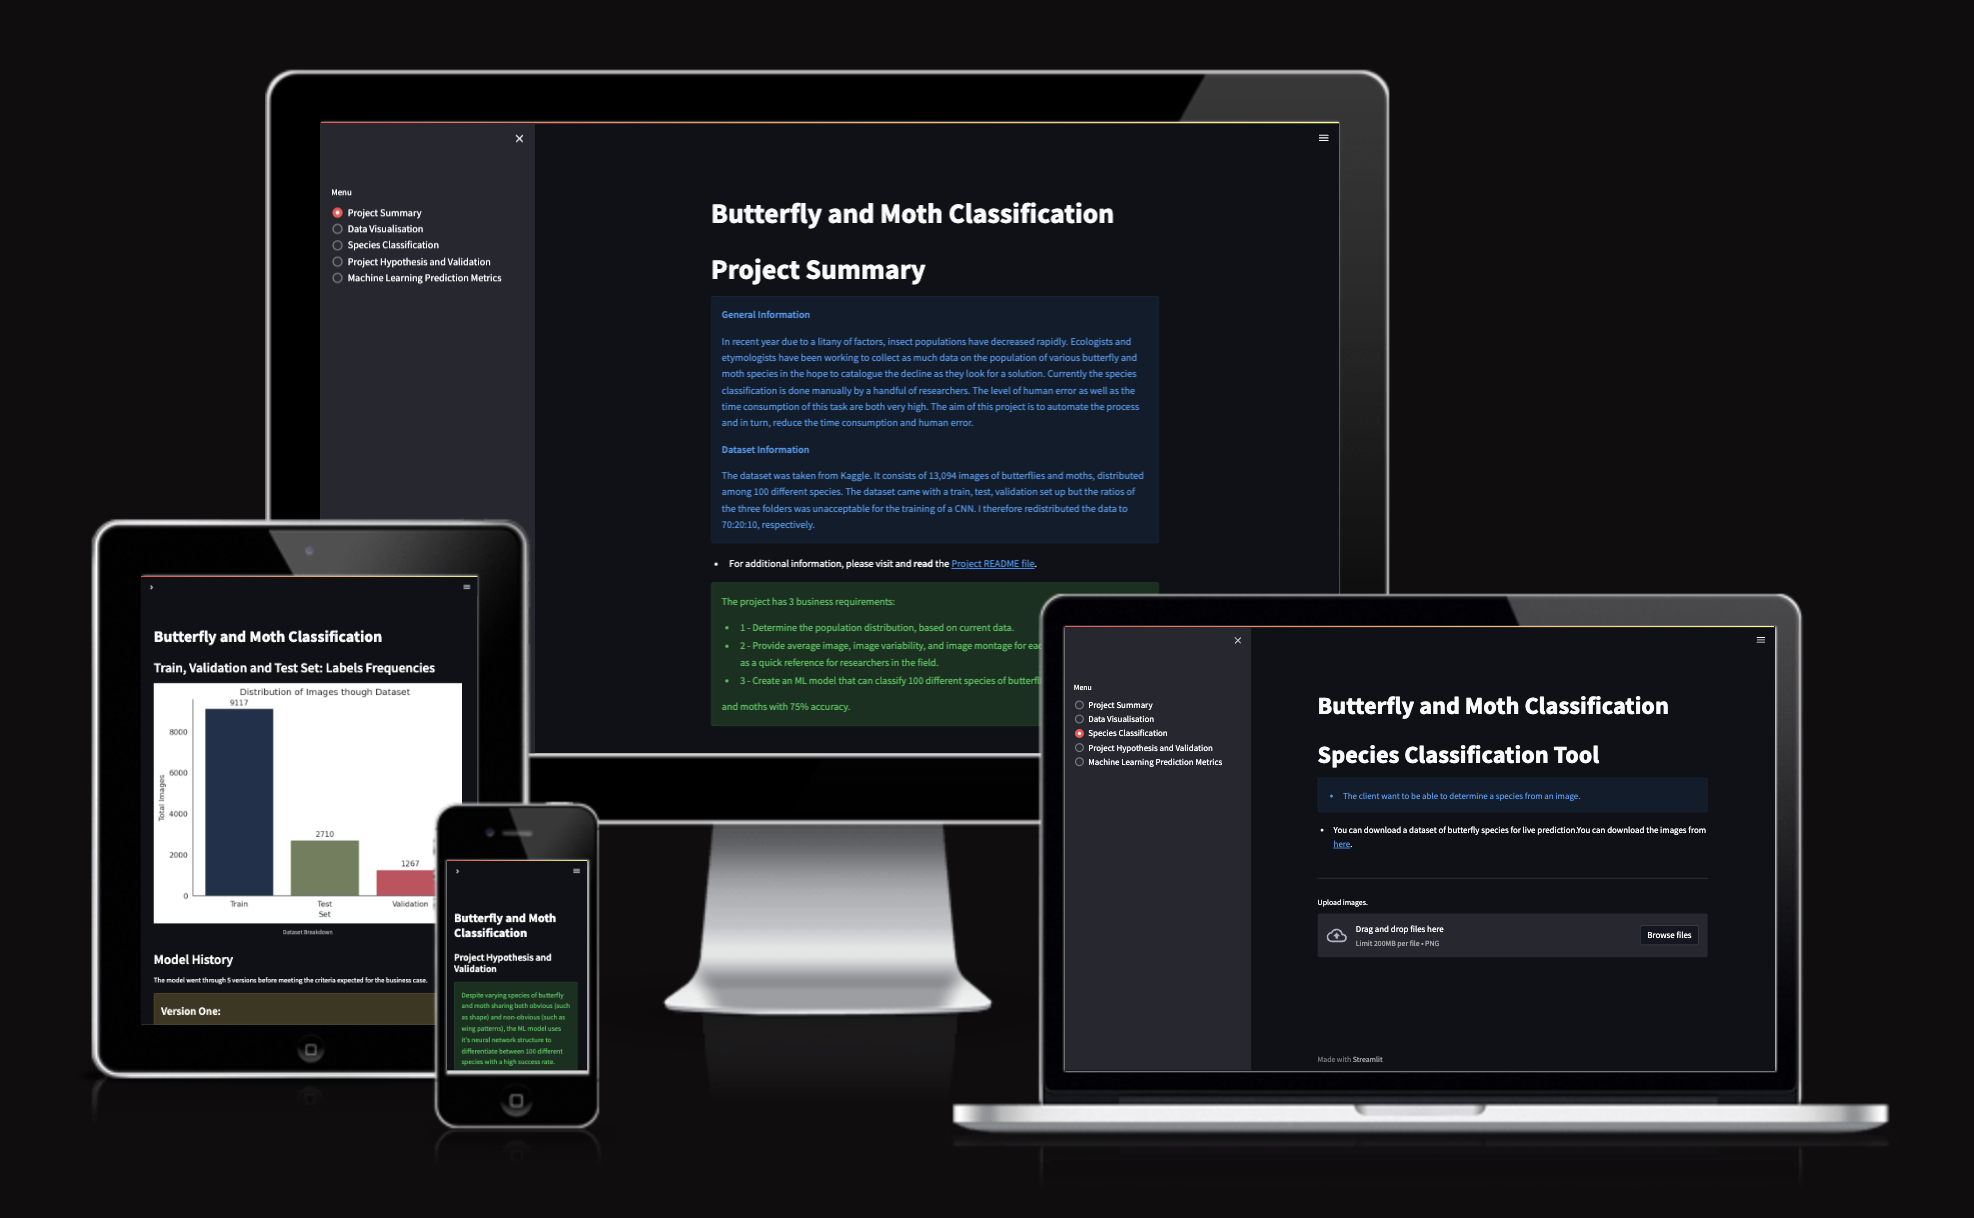 Menu
Project Summary
Data Visualisation
Species Classification
Project Hypothesis and Validation
Machine Learning Prediction Metrics
Butterfly and Moth Classification
Project Summary
General Information
In recent year due to a litany of factors, insect populations have decreased rapidly. Ecologists and
etymologists have been working to collect as much data on the population of various butterfly and
moth species in the hope to catalogue the decline as they look for a solution. Currently the species
classification is done manually by a handful of researchers. The level of human error as well as the
time consumption of this task are both very high. The aim of this project is to automate the process
and in turn, reduce the time consumption and human error.
Dataset Information
The dataset was taken from Kaggle. It consists of 13,094 images of butterflies and moths, distributed
among 100 different species. The dataset came with a train, test, validation set up but the ratios of
the three folders was unacceptable for the training of a CNN. I therefore redistributed the data to
70:20:10, respectively.
• For additional information, please visit and read the Project README file.
The project has 3 business requirements:
• 1 - Determine the population distribution, based on current data.
• 2 - Provide average image, image variability, and image montage for eac
as a quick reference for researchers in the field.
• 3 - Create an ML model that can classify 100 different species of butterfl
and moths with 75% accuracy.
Butterfly and Moth Classification
Train, Validation and Test Set: Labels Frequencies
Distribution of Images though Dataset
9117
8000
6000
4000
2000
0
Total Images
2710
1267
Train
Test
Validation
Set
Dataset Breakdown
Model History
The model went through 5 versions before meeting the criteria expected for the business case.
Version One:
Butterfly and Moth
Classification
Project Hypothesis and
Validation
Despite varying species of butterfly
and moth sharing both obvious (such
as shape) and non-obvious (such as
wing patterns), the ML model uses
it's neural network structure to
differentiate between 100 different
species with a high success rate.
Menu
Project Summary
Data Visualisation
Species Classification
Project Hypothesis and Validation
Machine Learning Prediction Metrics
Butterfly and Moth Classification
Species Classification Tool
• The client want to be able to determine a species from an image.
• You can download a dataset of butterfly species for live prediction.You can download the images from
here.
Upload images.
Drag and drop files here
Limit 200MB per file • PNG
Browse files
Made with Streamlit